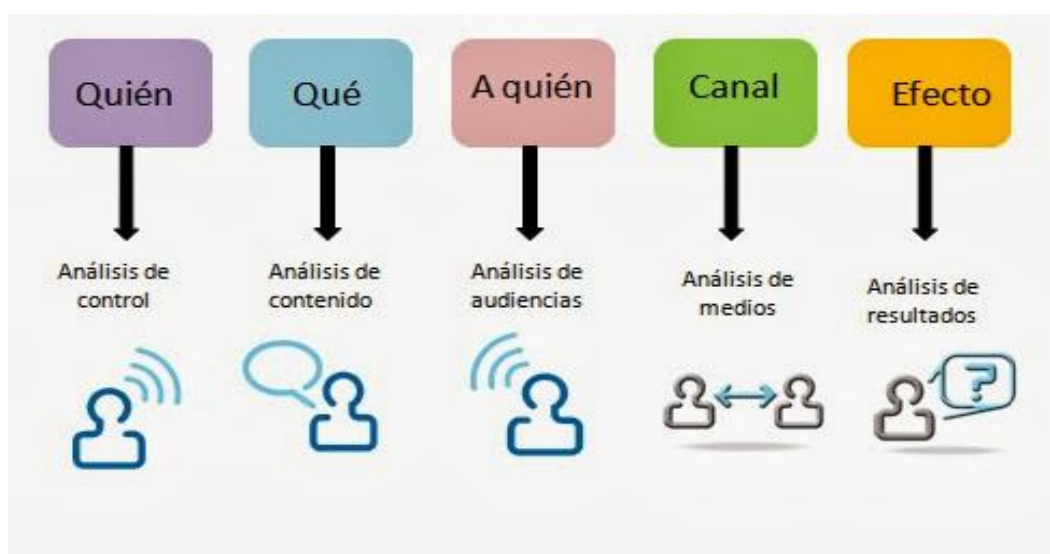 Quién
Qué
A quién
Canal
Efecto
Análisis de
control
Análisis de
contenido
Análisis de
audiencias
Análisis de
medios
Análisis de
resultados
?